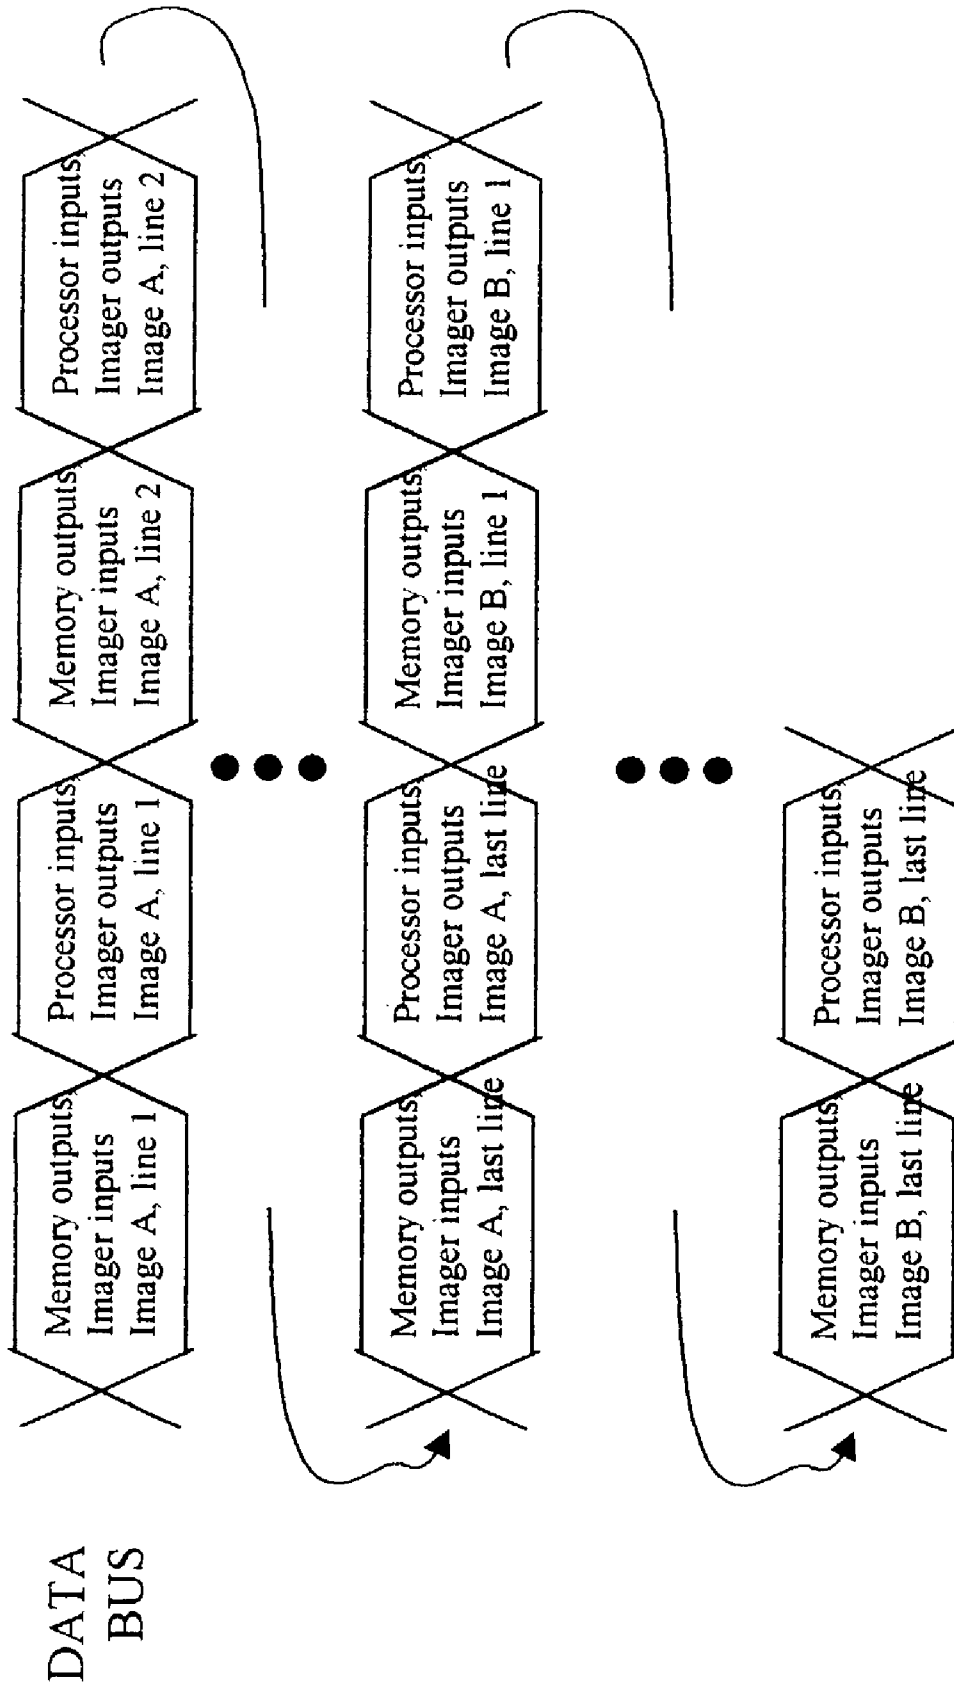 DATA
BUS
Memory outputs,
Imager inputs
Image A, line 1
Processor inputs,
Imager outputs
Image A, line 1
Memory outputs,
Imager inputs
Image A, line 2
Processor inputs,
Imager outputs
Image A, line 2
Memory outputs,
Imager inputs
Image A, last line
Processor inputs,
Imager outputs
Image A, last line
Memory outputs,
Imager inputs
Image B, line 1
Processor inputs,
Imager outputs
Image B, line 1
Memory outputs,
Imager inputs
Image B, last line
Processor inputs,
Imager outputs
Image B, last line